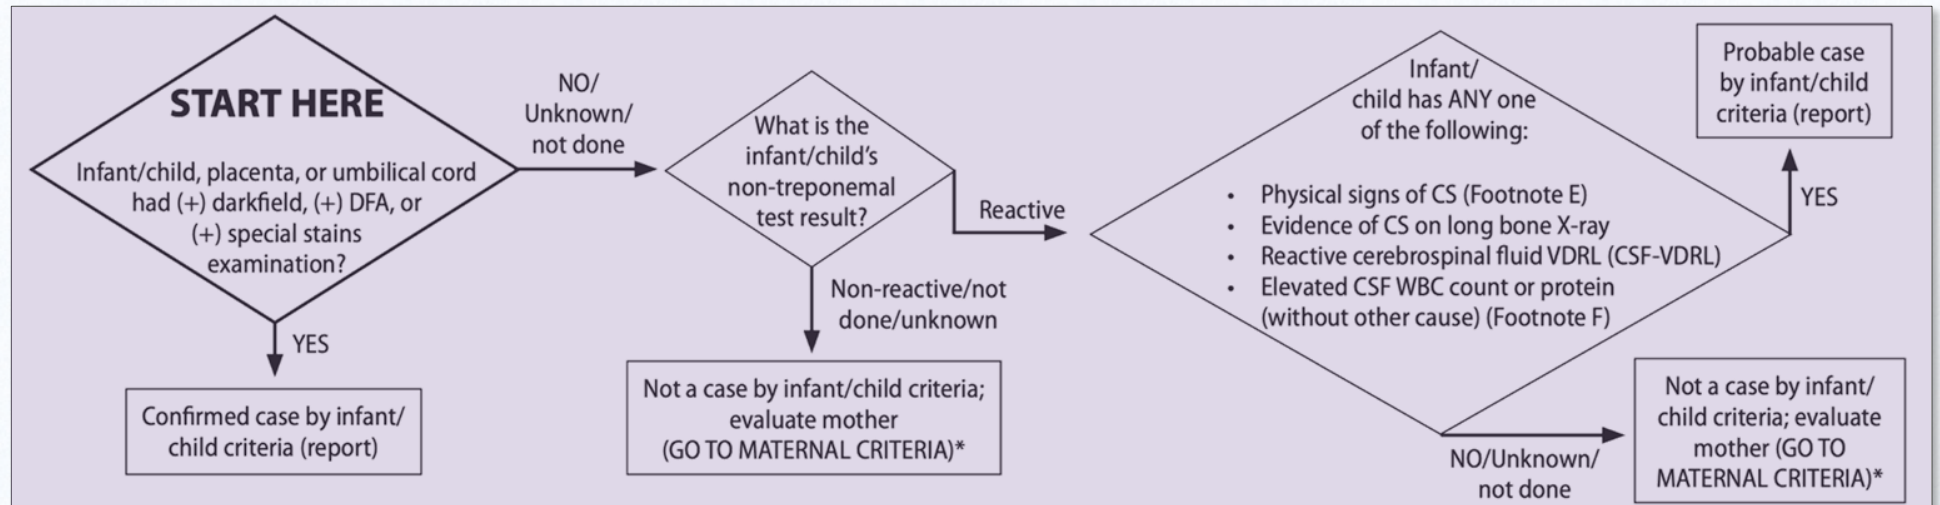 START HERE
Infant/child, placenta, or umbilical cord
had (+) darkfield, (+) DFA, or
(+) special stains
examination?
YES
Confirmed case by infant/
child criteria (report)
NO/
Unknown/
not done
What is the
infant/child's
non-treponemal
test result?
Non-reactive/not
done/unknown
Not a case by infant/child criteria;
evaluate mother
(GO TO MATERNAL CRITERIA)*
Reactive
Infant/
child has ANY one
of the following:
• Physical signs of CS (Footnote E)
• Evidence of CS on long bone X-ray
• Reactive cerebrospinal fluid VDRL (CSF-VDRL)
• Elevated CSF WBC count or protein
(without other cause) (Footnote F)
YES
Probable case
by infant/child
criteria (report)
NO/Unknown/
not done
Not a case by infant/
child criteria; evaluate
mother (GO TO
MATERNAL CRITERIA)*